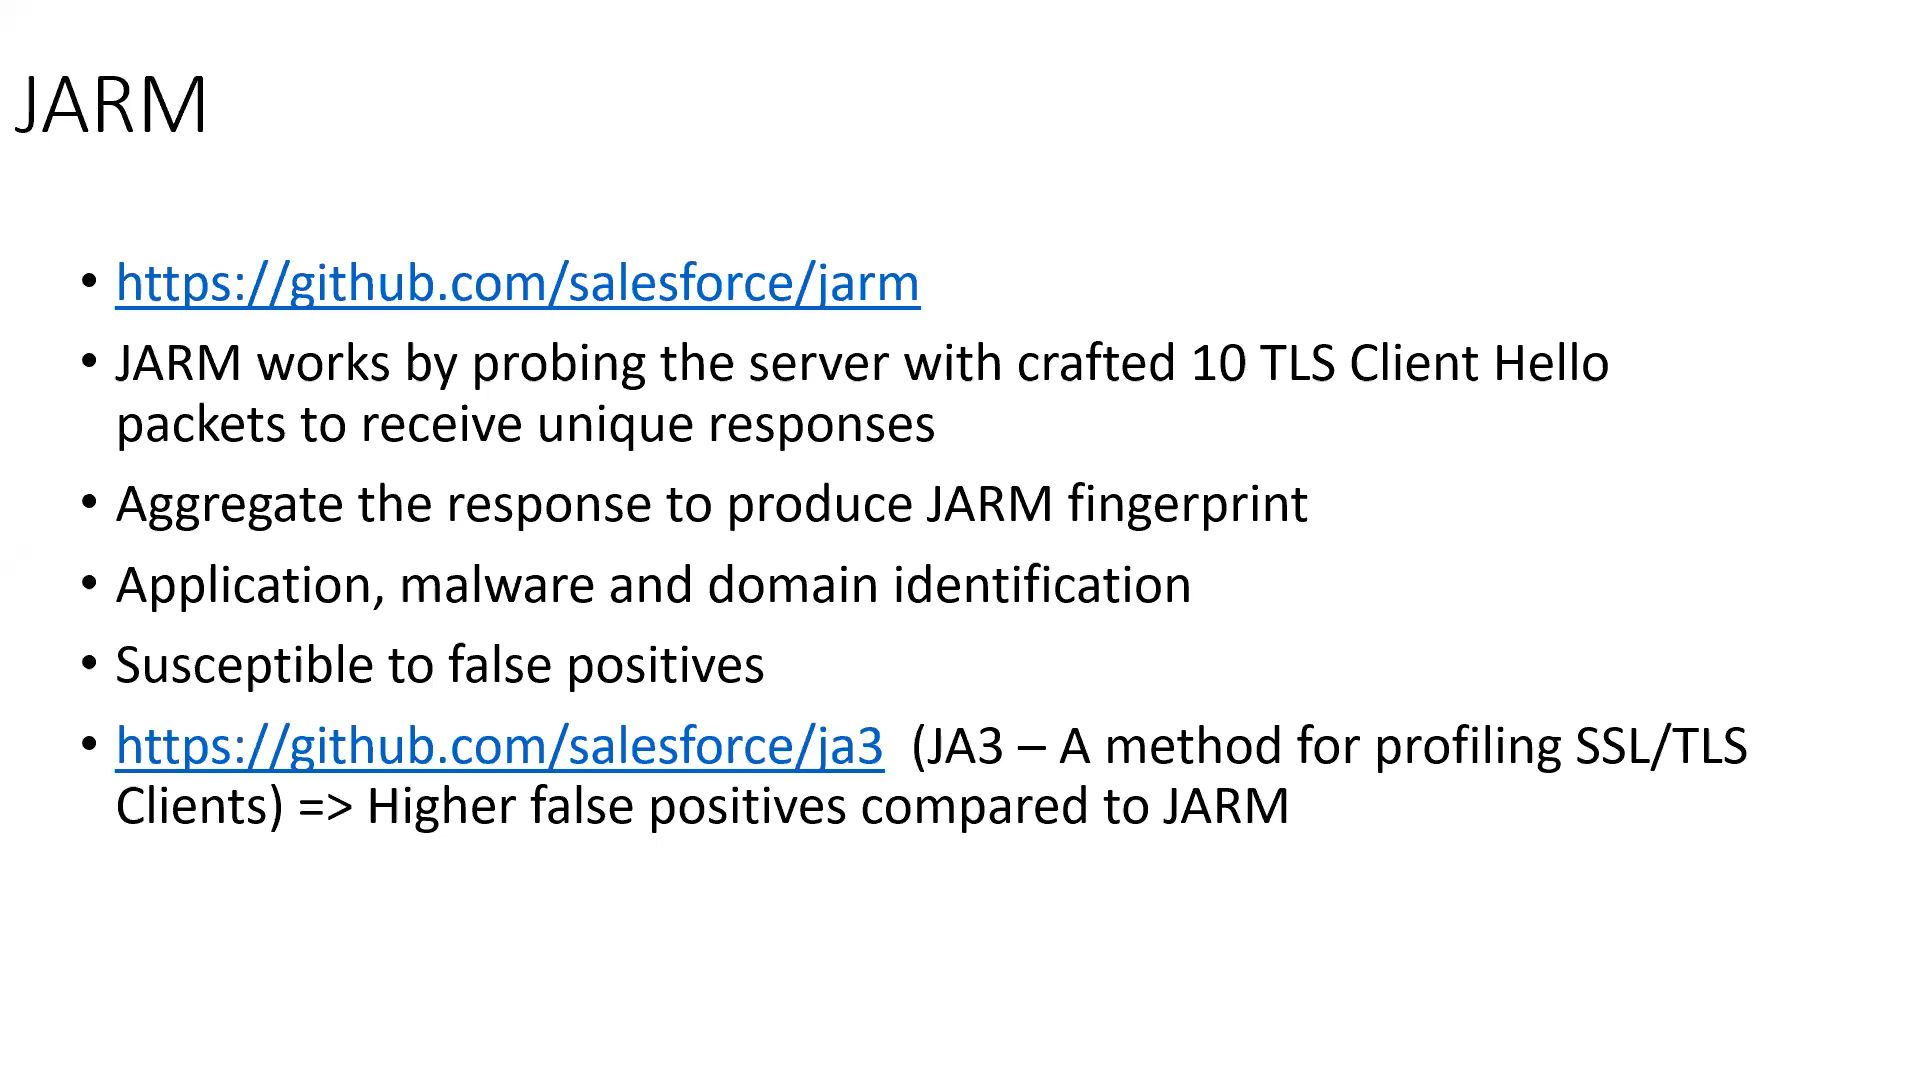 JARM
• https://github.com/salesforce/jarm
• JARM works by probing the server with crafted 10 TLS Client Hello
packets to receive unique responses
• Aggregate the response to produce JARM fingerprint
• Application, malware and domain identification
• Susceptible to false positives
• https://github.com/salesforce/ja3 (JA3 – A method for profiling SSL/TLS
Clients) => Higher false positives compared to JARM